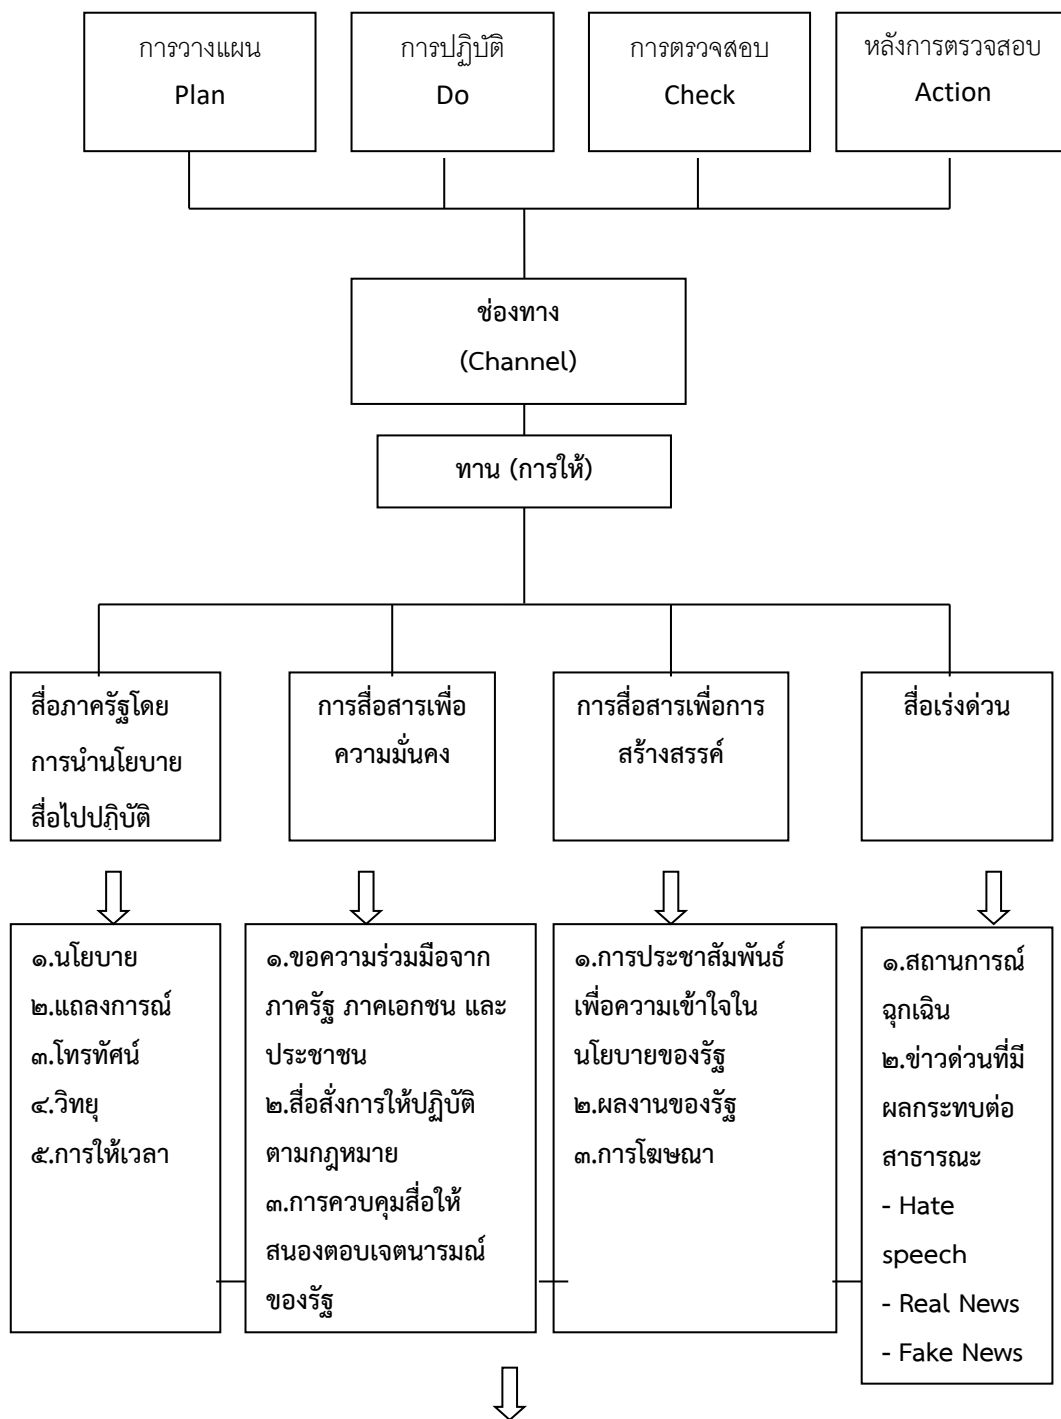 การวางแผน
Plan
การปฏิบัติ
Do
การตรวจสอบ
Check
หลังการตรวจสอบ
Action
ช่องทาง
(Channel)
ทาน (การให้)
สื่อภาครัฐโดย
การนำนโยบาย
สื่อไปปฏิบัติ
การสื่อสารเพื่อ
ความมั่นคง
การสื่อสารเพื่อการ
สร้างสรรค์
สื่อเร่งด่วน
๑.นโยบาย
๒.แถลงการณ์
๓.โทรทัศน์
๔.วิทยุ
๕.การให้เวลา
๑.ขอความร่วมมือจาก
ภาครัฐ ภาคเอกชน และ
ประชาชน
๒.สื่อสั่งการให้ปฏิบัติ
ตามกฎหมาย
๓.การควบคุมสื่อให้
สนองตอบเจตนารมณ์
ของรัฐ
๑.การประชาสัมพันธ์
เพื่อความเข้าใจใน
นโยบายของรัฐ
๒.ผลงานของรัฐ
๓.การโฆษณา
๑.สถานการณ์
ฉุกเฉิน
๒.ข่าวด่วนที่มี
ผลกระทบต่อ
สาธารณะ
- Hate
speech
- Real News
- Fake News